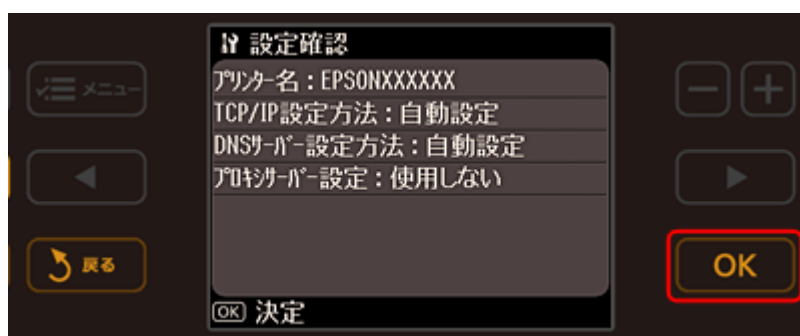 設定確認
プリンター名：EPSONXXXXXX
TCP/IP設定方法：自動設定
DNSサーバー設定方法：自動設定
プロキシサーバー設定：使用しない
OK 決定
メニュー
戻る
OK